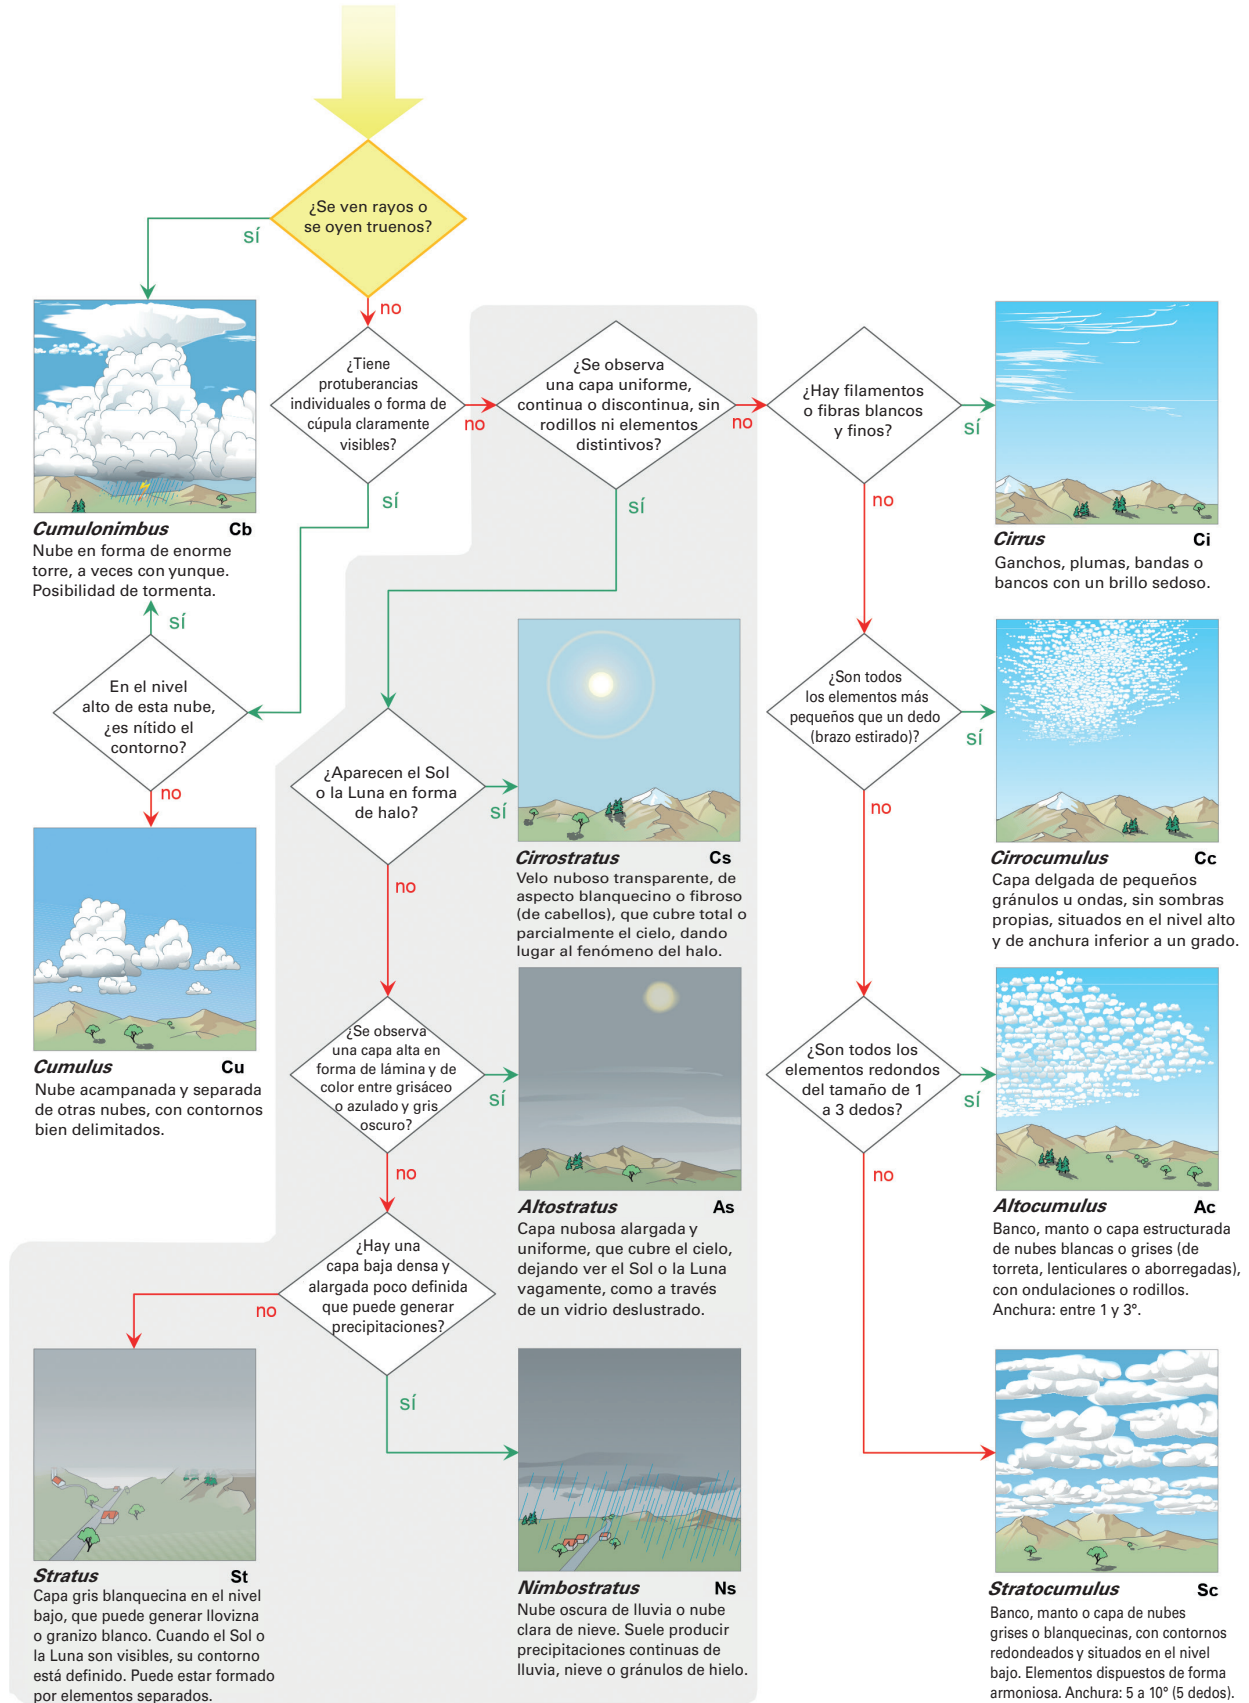 ¿Se ven rayos o
se oyen truenos?
sí
no
¿Tiene
protuberancias
individuales o forma de
cúpula claramente
visibles?
no
sí
¿Se observa
una capa uniforme,
continua o discontinua, sin
rodillos ni elementos
distintivos?
no
sí
¿Hay filamentos
o fibras blancos
y finos?
sí
no
Cumulonimbus Cb
Nube en forma de enorme
torre, a veces con yunque.
Posibilidad de tormenta.
sí
En el nivel
alto de esta nube,
¿es nítido el
contorno?
no
Cumulus Cu
Nube acampanada y separada
de otras nubes, con contornos
bien delimitados.
¿Aparecen el Sol
o la Luna en forma
de halo?
sí
no
Cirrostratus Cs
Velo nuboso transparente, de
aspecto blanquecino o fibroso
(de cabellos), que cubre total o
parcialmente el cielo, dando
lugar al fenómeno del halo.
¿Se observa
una capa alta en
forma de lámina y de
color entre grisáceo
o azulado y gris
oscuro?
sí
no
Altostratus As
Capa nubosa alargada y
uniforme, que cubre el cielo,
dejando ver el Sol o la Luna
vagamente, como a través
de un vidrio deslustrado.
¿Hay una
capa baja densa y
alargada poco definida
que puede generar
precipitaciones?
no
sí
Stratus St
Capa gris blanquecina en el nivel
bajo, que puede generar llovizna
o granizo blanco. Cuando el Sol o
la Luna son visibles, su contorno
está definido. Puede estar formado
por elementos separados.
Nimbostratus Ns
Nube oscura de lluvia o nube
clara de nieve. Suele producir
precipitaciones continuas de
lluvia, nieve o gránulos de hielo.
Cirrus Ci
Ganchos, plumas, bandas o
bancos con un brillo sedoso.
¿Son todos
los elementos más
pequeños que un dedo
(brazo estirado)?
sí
no
Cirrocumulus Cc
Capa delgada de pequeños
gránulos u ondas, sin sombras
propias, situados en el nivel alto
y de anchura inferior a un grado.
¿Son todos los
elementos redondos
del tamaño de 1
a 3 dedos?
sí
no
Altocumulus Ac
Banco, manto o capa estructurada
de nubes blancas o grises (de
torreta, lenticulares o aborregadas),
con ondulaciones o rodillos.
Anchura: entre 1 y 3°.
Stratocumulus Sc
Banco, manto o capa de nubes
grises o blanquecinas, con contornos
redondeados y situados en el nivel
bajo. Elementos dispuestos de forma
armoniosa. Anchura: 5 a 10° (5 dedos).